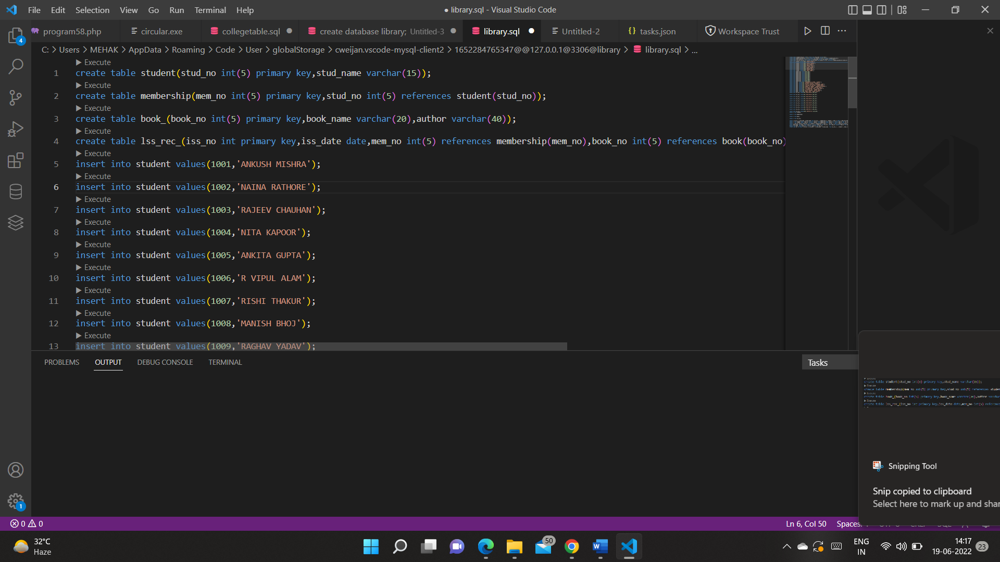 File Edit Selection View Go Run Terminal Help
● library.sql - Visual Studio Code
program58.php circular.exe collegetable.sql create database library; Untitled-3 library.sql Untitled-2 tasks.json Workspace Trust
4
C: > Users > MEHAK > AppData > Roaming > Code > User > globalStorage > cweijan.vscode-mysql-client2 > 1652284765347@@127.0.0.1@3306@library > library.sql > ...
▶ Execute
1 create table student(stud_no int(5) primary key,stud_name varchar(15));
▶ Execute
2 create table membership(mem_no int(5) primary key,stud_no int(5) references student(stud_no));
▶ Execute
3 create table book_(book_no int(5) primary key,book_name varchar(20),author varchar(40));
▶ Execute
4 create table lss_rec_(iss_no int primary key,iss_date date,mem_no int(5) references membership(mem_no),book_no int(5) references book(book_no)
▶ Execute
5 insert into student values(1001,'ANKUSH MISHRA');
▶ Execute
6 insert into student values(1002,'NAINA RATHORE');
▶ Execute
7 insert into student values(1003,'RAJEEV CHAUHAN');
▶ Execute
8 insert into student values(1004,'NITA KAPOOR');
▶ Execute
9 insert into student values(1005,'ANKITA GUPTA');
▶ Execute
10 insert into student values(1006,'R VIPUL ALAM');
▶ Execute
11 insert into student values(1007,'RISHI THAKUR');
▶ Execute
12 insert into student values(1008,'MANISH BHOJ');
▶ Execute
13 insert into student values(1009,'RAGHAV YADAV');
PROBLEMS OUTPUT DEBUG CONSOLE TERMINAL
Tasks
Snipping Tool
Snip copied to clipboard
Select here to mark up and shar
1
0 0
Ln 6, Col 50 Spaces:
32°C
Haze
50
ENG
IN
14:17
19-06-2022
23